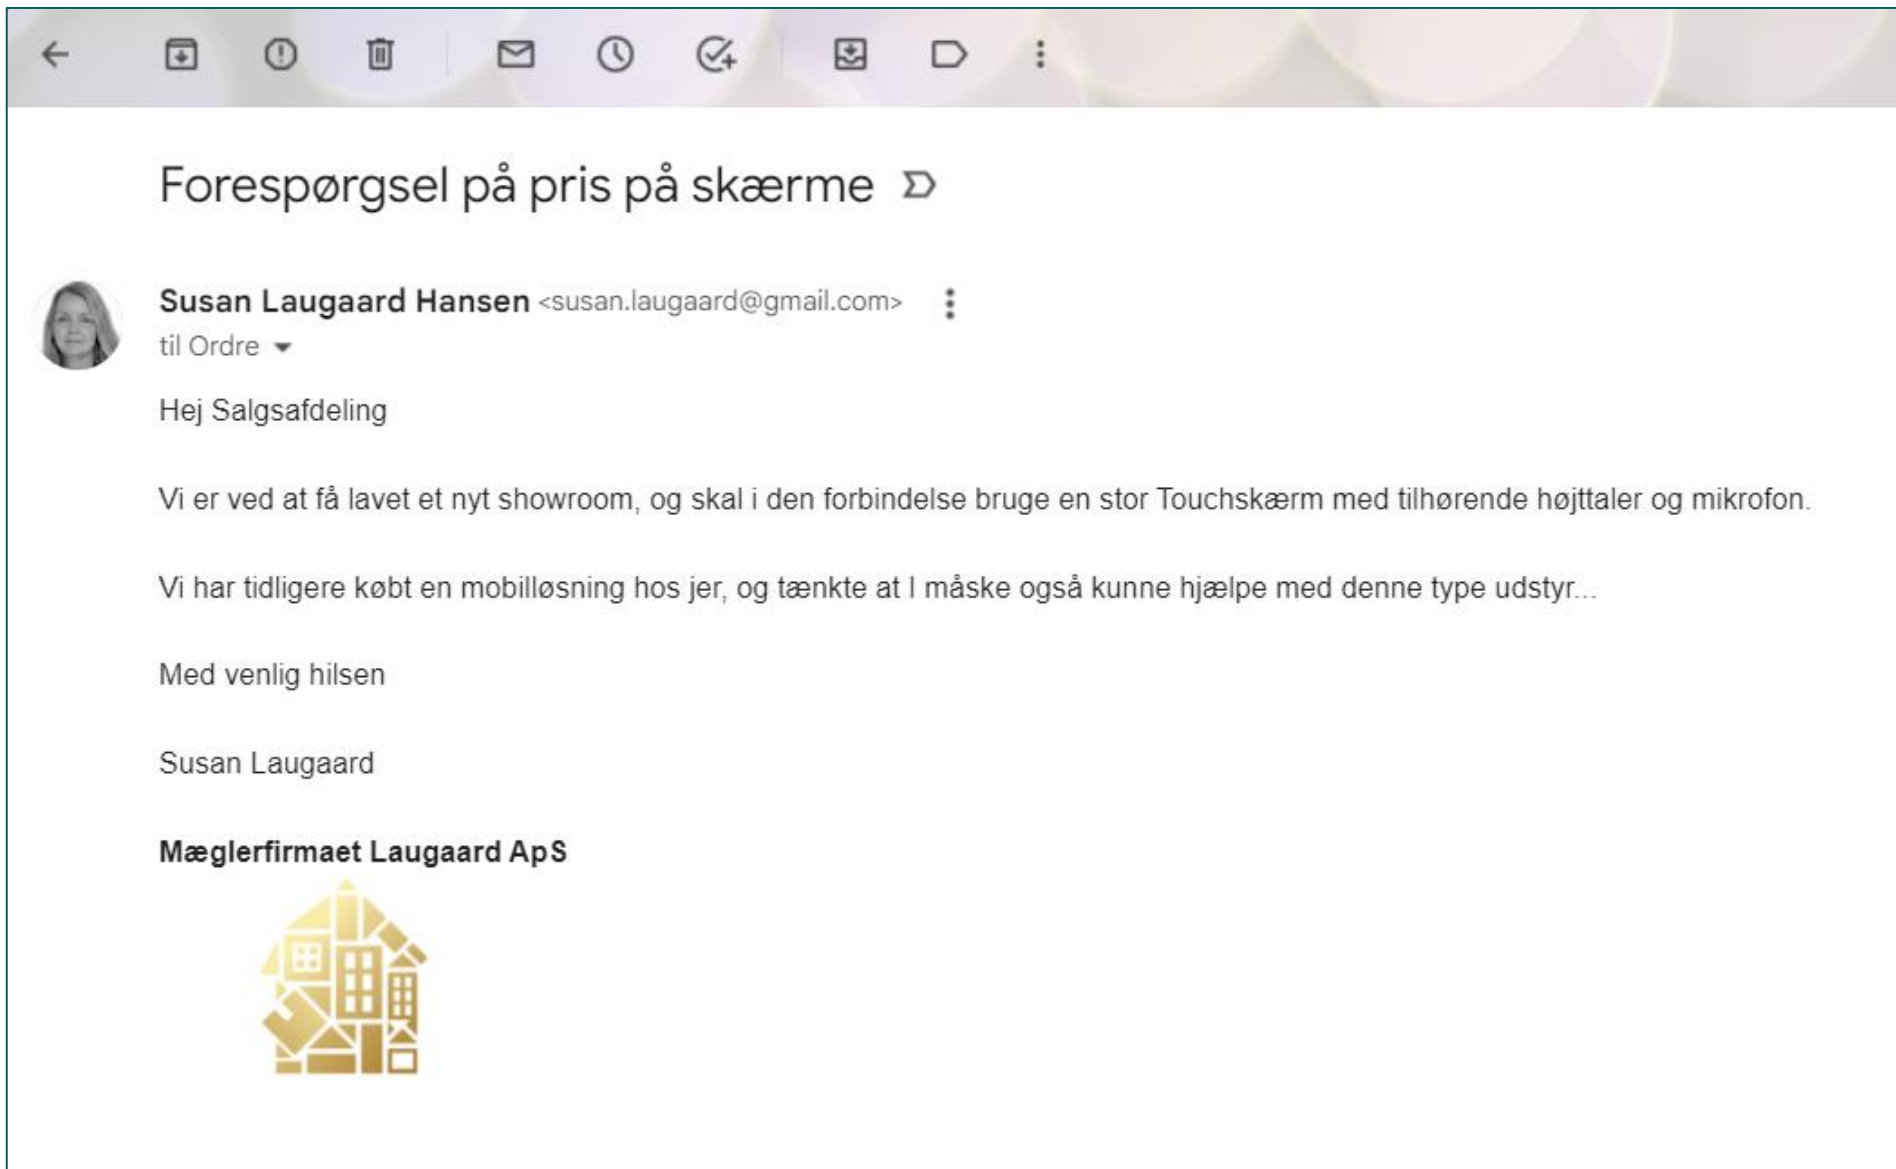 Forespørgsel på pris på skærme
Susan Laugaard Hansen <susan.laugaard@gmail.com>
til Ordre
Hej Salgsafdeling
Vi er ved at få lavet et nyt showroom, og skal i den forbindelse bruge en stor Touchskærm med tilhørende højttaler og mikrofon.
Vi har tidligere købt en mobilløsning hos jer, og tænkte at I måske også kunne hjælpe med denne type udstyr...
Med venlig hilsen
Susan Laugaard
Mæglerfirmaet Laugaard ApS